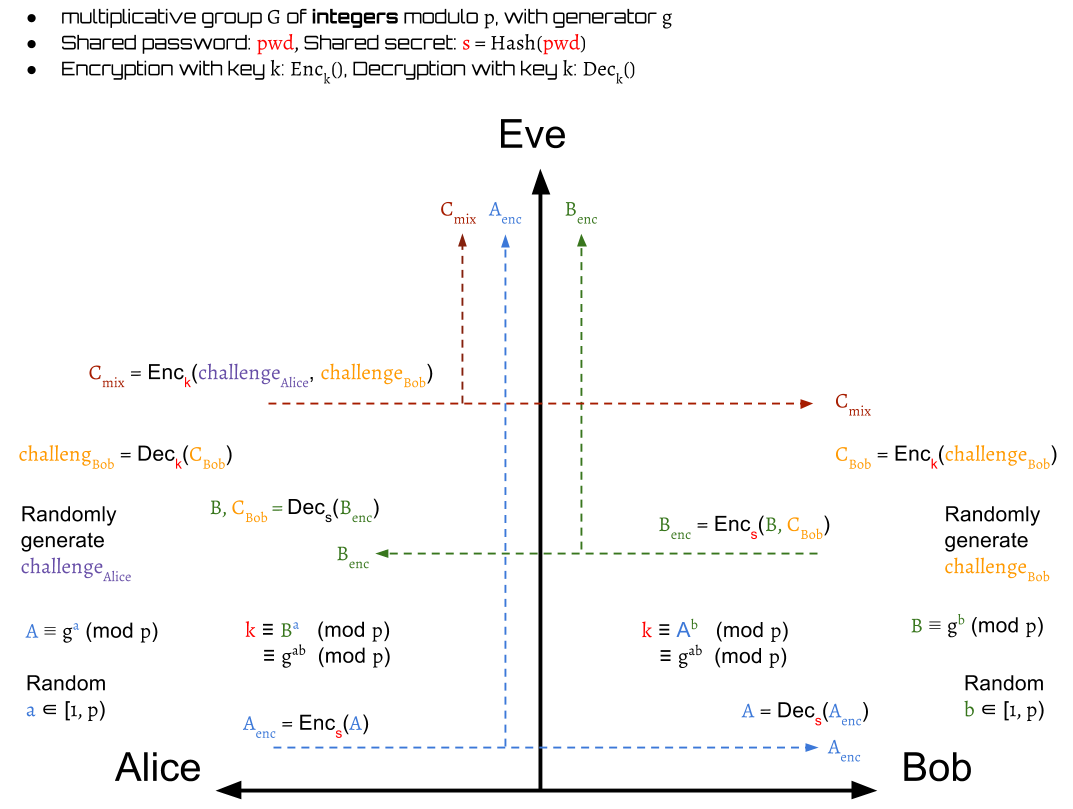 ● multiplicative group G of integers modulo p, with generator g
● Shared password: pwd, Shared secret: s = Hash(pwd)
● Encryption with key k: Enc_k(), Decryption with key k: Dec_k()
Eve
C_mix A_enc B_enc
C_mix = Enc_k(challenge_Alice, challenge_Bob)
C_mix
challeng_Bob = Dec_k(C_Bob)
C_Bob = Enc_k(challenge_Bob)
B, C_Bob = Dec_s(B_enc)
Randomly
generate
challenge_Alice
B_enc = Enc_s(B, C_Bob)
Randomly
generate
challenge_Bob
B_enc
A ≡ g^a (mod p)
k ≡ B^a (mod p)
≡ g^ab (mod p)
k ≡ A^b (mod p)
≡ g^ab (mod p)
B ≡ g^b (mod p)
Random
a ∈ [1, p)
Random
b ∈ [1, p)
A_enc = Enc_s(A)
A = Dec_s(A_enc)
A_enc
Alice
Bob